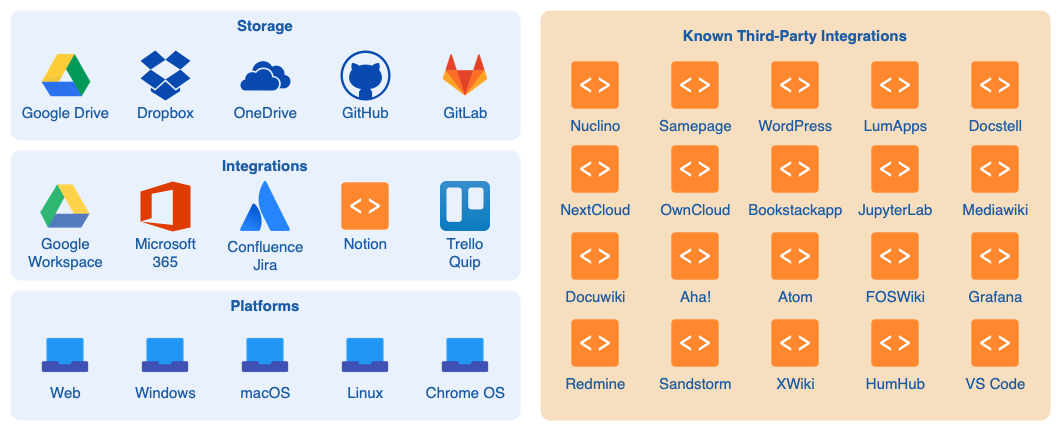 Storage
Google Drive
Dropbox
OneDrive
GitHub
GitLab
Integrations
Google
Workspace
Microsoft
365
Confluence
Jira
Notion
Trello
Quip
Platforms
Web
Windows
macOS
Linux
Chrome OS
Known Third-Party Integrations
<> Nuclino
<> Samepage
<> WordPress
<> LumApps
<> Docstell
<> NextCloud
<> OwnCloud
<> Bookstackapp
<> JupyterLab
<> Mediawiki
<> Docuwiki
<> Aha!
<> Atom
<> FOSWiki
<> Grafana
<> Redmine
<> Sandstorm
<> XWiki
<> HumHub
<> VS Code